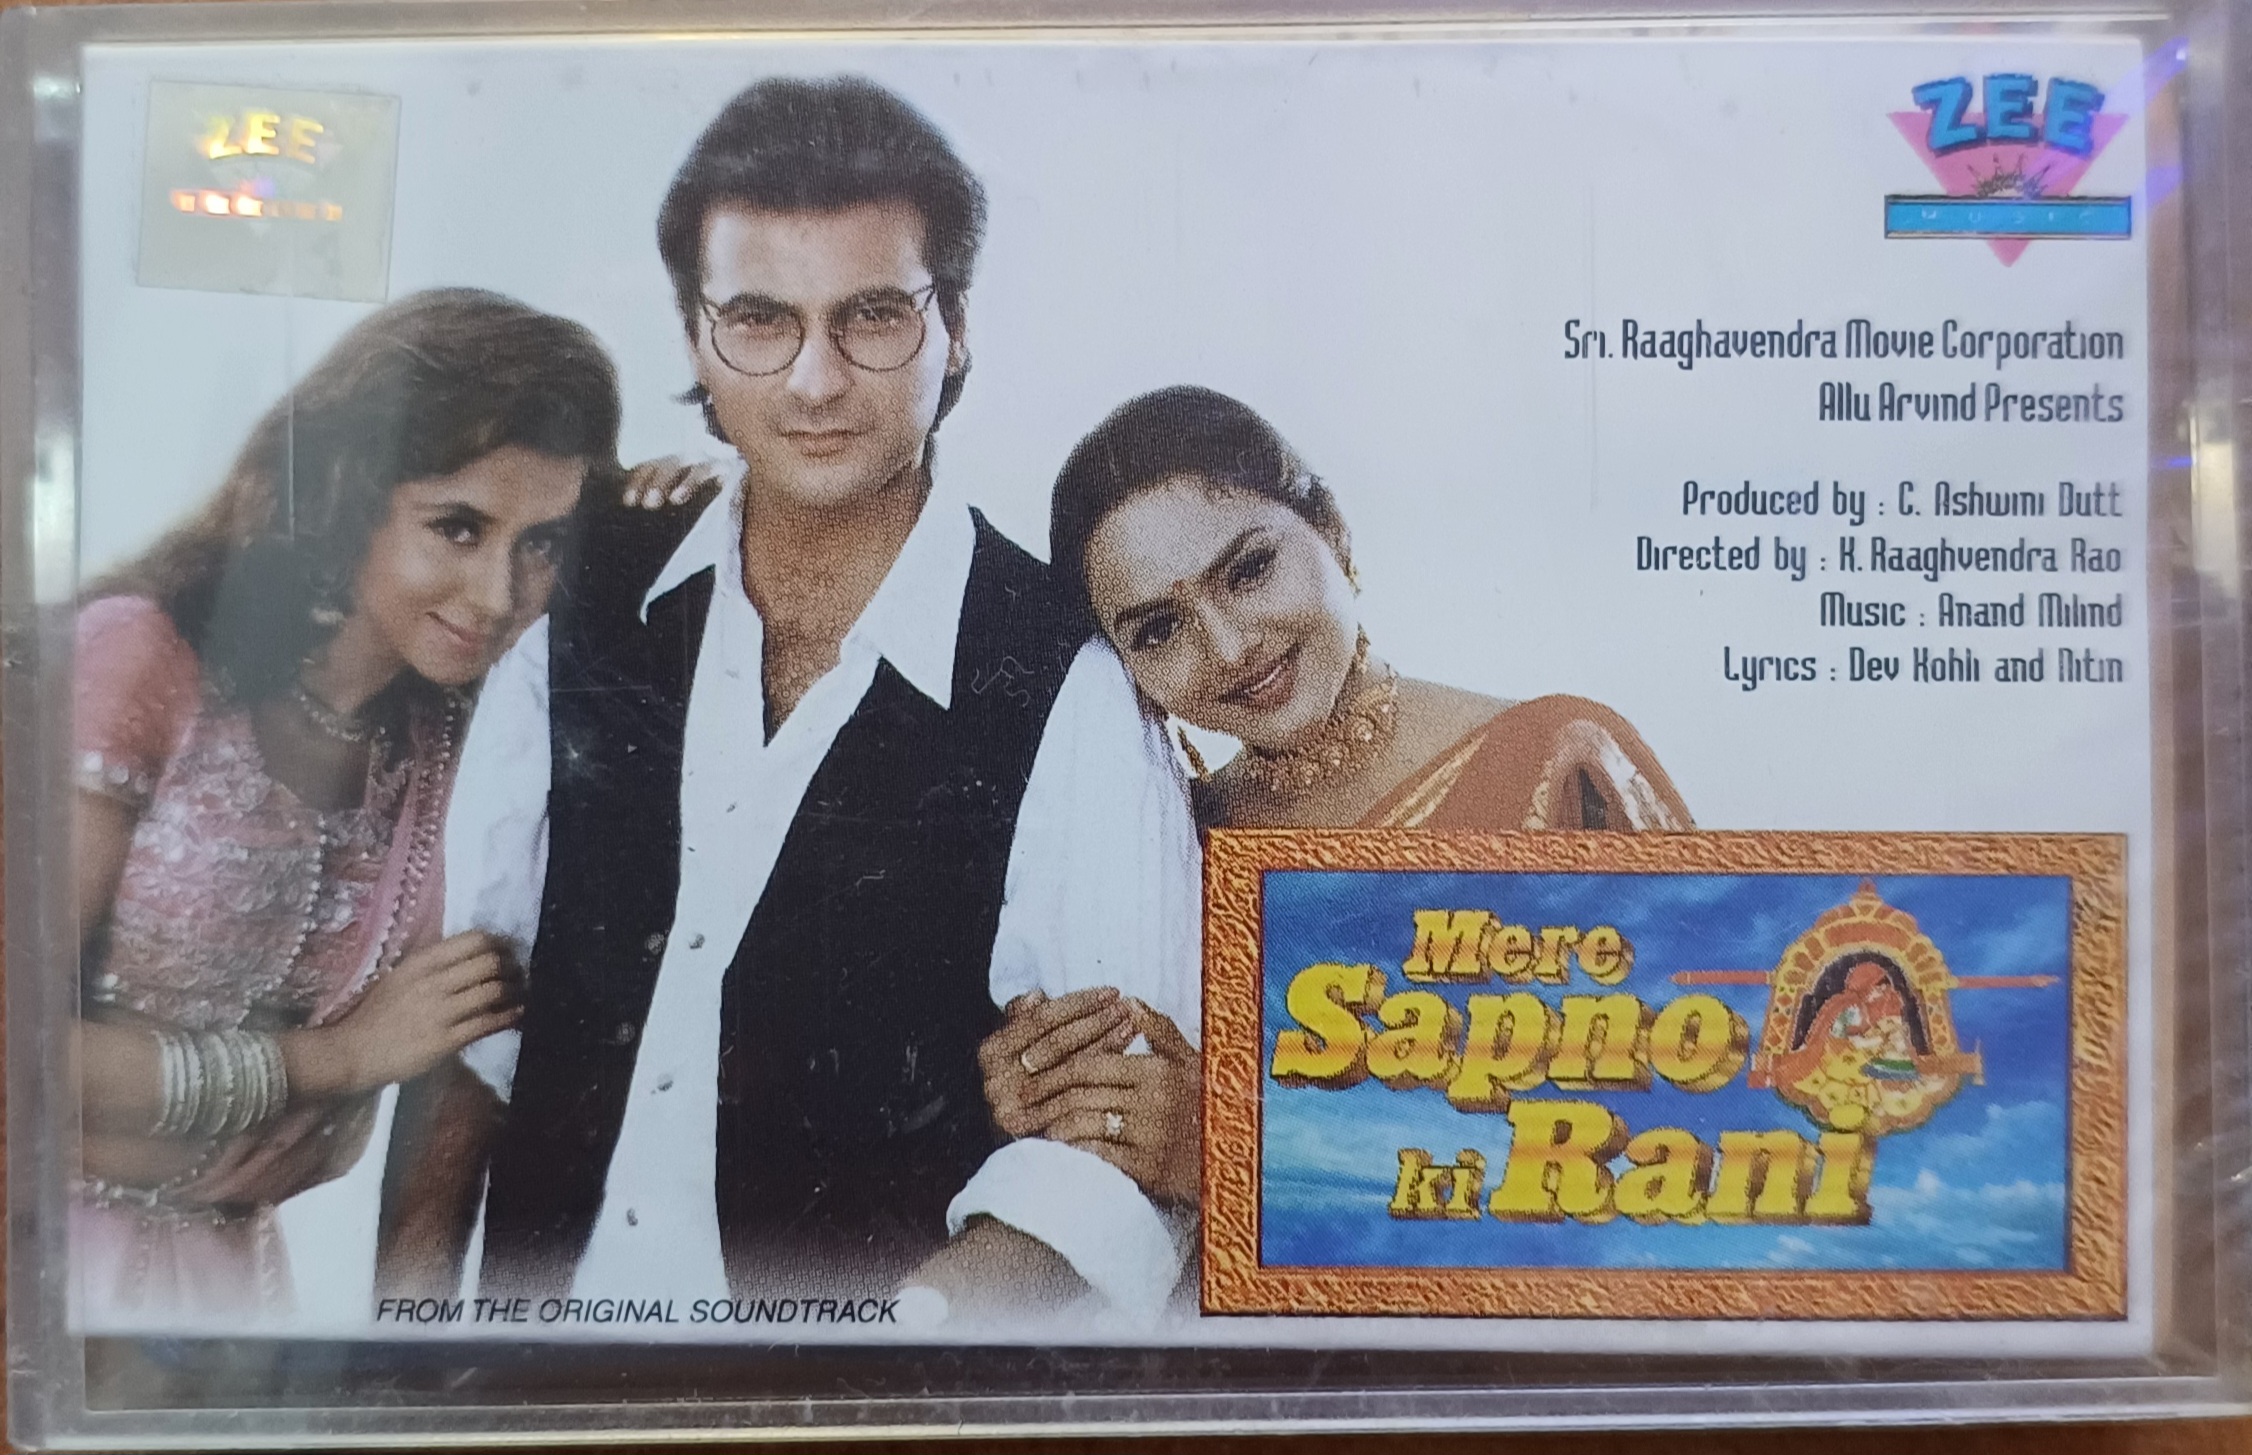 ZEE
ZEE
MUSIC
Sri. Raaghavendra Movie Corporation
Allu Arvind Presents
Produced by : C. Ashwini Dutt
Directed by : K. Raaghvendra Rao
Music : Anand Milind
Lyrics : Dev Kohli and Nitin
Mere
Sapno
ki Rani
FROM THE ORIGINAL SOUNDTRACK